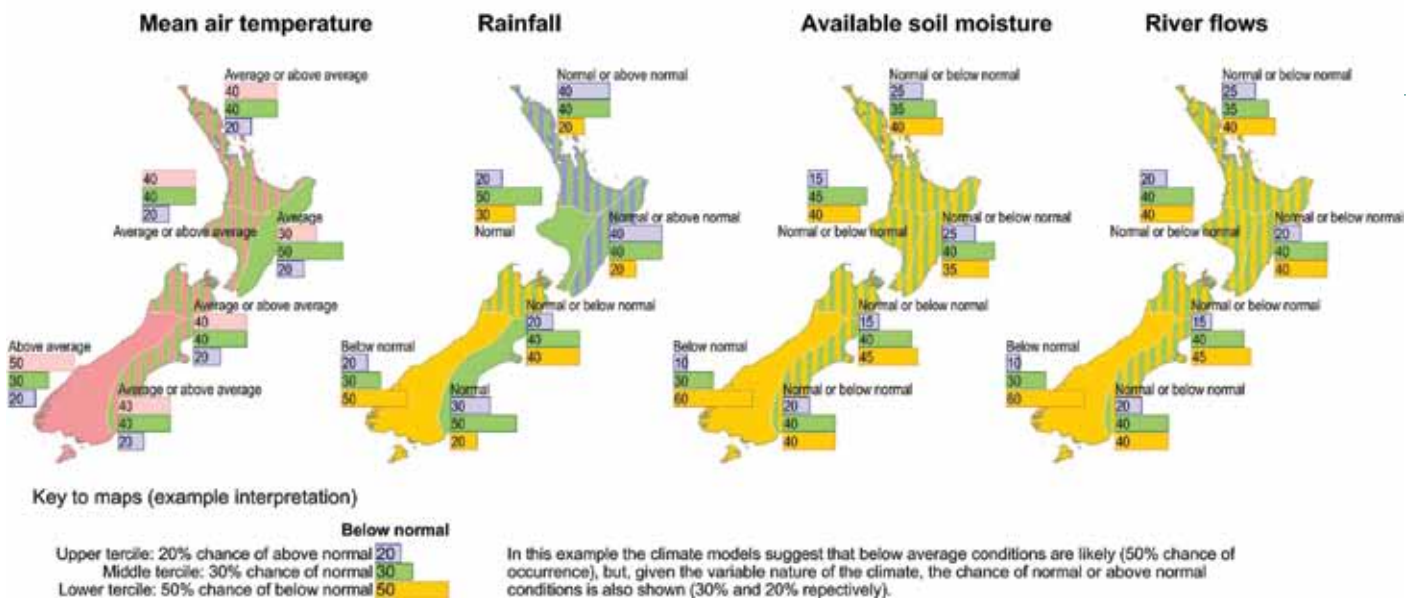 Mean air temperature
Average or above average
40
40
20
40
40
20
Average or above average
Average
30
50
20
Average or above average
40
40
20
Above average
50
30
20
Average or above average
40
40
20
Rainfall
Normal or above normal
40
40
20
20
50
30
Normal
Normal or above normal
40
40
20
Normal or below normal
20
40
40
Below normal
20
30
50
Normal
30
50
20
Available soil moisture
Normal or below normal
25
35
40
15
45
40
Normal or below normal
Normal or below normal
25
40
35
Normal or below normal
15
40
45
Below normal
10
30
60
Normal or below normal
20
40
40
River flows
Normal or below normal
25
35
40
20
40
40
Normal or below normal
Normal or below normal
20
40
40
Normal or below normal
15
40
45
Below normal
10
30
60
Normal or below normal
20
40
40
Key to maps (example interpretation)
Below normal
Upper tercile: 20% chance of above normal 20
Middle tercile: 30% chance of normal 30
Lower tercile: 50% chance of below normal 50
In this example the climate models suggest that below average conditions are likely (50% chance of
occurrence), but, given the variable nature of the climate, the chance of normal or above normal
conditions is also shown (30% and 20% repectively).